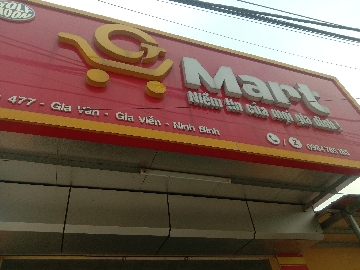 G Mart
Niềm tin của mọi gia đình!
477 - Gia Vân - Gia Viễn - Ninh Bình